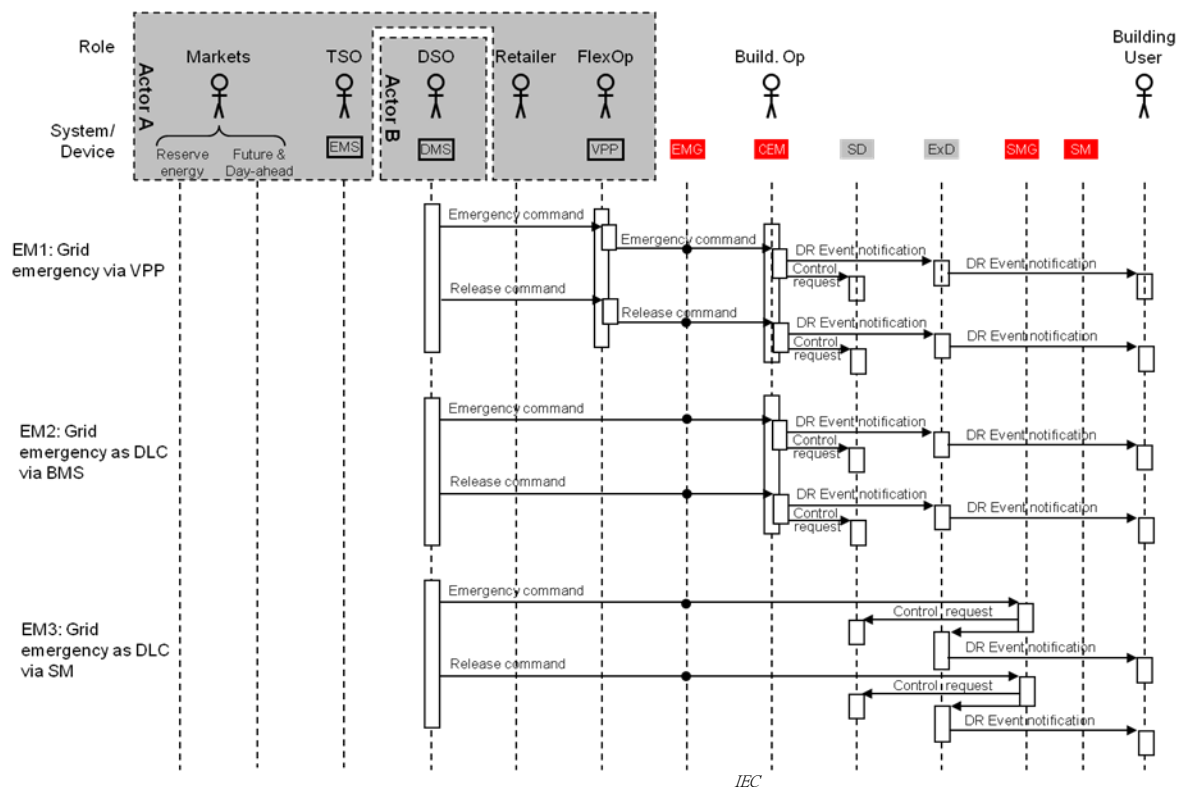 Role
Markets
TSO
DSO
Retailer
FlexOp
Build. Op
Building
User
Actor A
Actor B
System/
Device
Reserve
energy
Future &
Day-ahead
EMS
DMS
VPP
EMG
CEM
SD
ExD
SMG
SM
EM1: Grid
emergency via VPP
Emergency command
Emergency command
DR Event notification
Control
request
DR Event notification
Release command
Release command
DR Event notification
Control
request
DR Event notification
EM2: Grid
emergency as DLC
via BMS
Emergency command
DR Event notification
Control
request
DR Event notification
Release command
DR Event notification
Control
request
DR Event notification
EM3: Grid
emergency as DLC
via SM
Emergency command
Control request
DR Event notification
Release command
Control request
DR Event notification
IEC